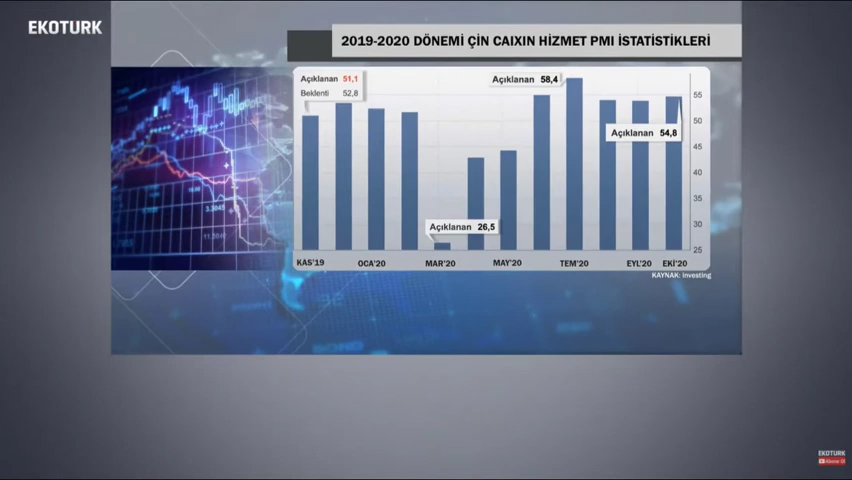 EKOTURK
2019-2020 DÖNEMİ ÇİN CAIXIN HİZMET PMI İSTATİSTİKLERİ
Açıklanan 51,1
Beklenti 52,8
Açıklanan 58,4
Açıklanan 54,8
Açıklanan 26,5
55
50
45
40
35
30
25
KAS'19 OCA'20 MAR'20 MAY'20 TEM'20 EYL'20 EKİ'20
KAYNAK: Investing
EKOTURK
Abone Ol